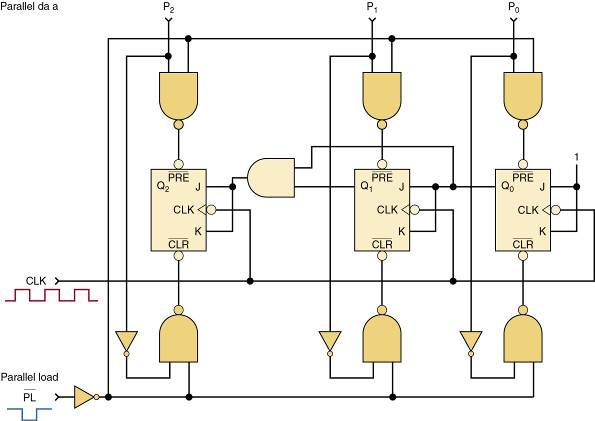 Parallel da a
P2 P1 P0
1
PRE PRE PRE
Q2 J Q1 J Q0 J
CLK CLK CLK
K K K
CLR CLR CLR
CLK
Parallel load
PL